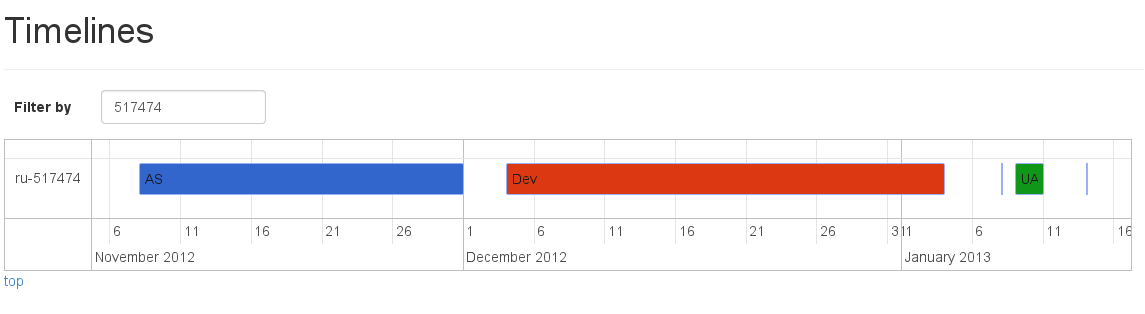 Timelines
Filter by 517474
ru-517474 AS Dev UA
6 11 16 21 26 1 6 11 16 21 26 31 1 6 11 16
November 2012 December 2012 January 2013
top